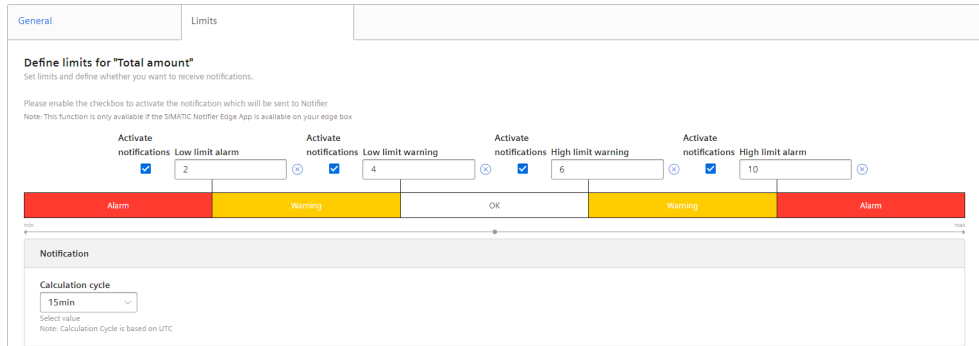 General
Limits
Define limits for "Total amount"
Set limits and define whether you want to receive notifications.
Please enable the checkbox to activate the notification which will be sent to Notifier
Note: This function is only available if the SIMATIC Notifier Edge App is available on your edge box
Activate notifications
Low limit alarm
2
Activate notifications
Low limit warning
4
Activate notifications
High limit warning
6
Activate notifications
High limit alarm
10
Alarm
Warning
OK
Warning
Alarm
min
max
Notification
Calculation cycle
15min
Select value
Note: Calculation Cycle is based on UTC